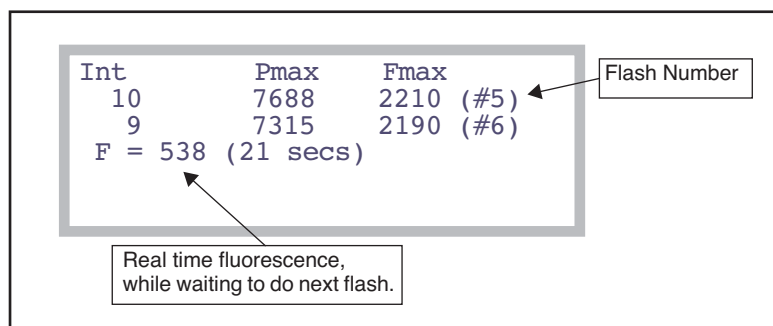 Int Pmax Fmax
10 7688 2210 (#5)
9 7315 2190 (#6)
F = 538 (21 secs)
Flash Number
Real time fluorescence,
while waiting to do next flash.